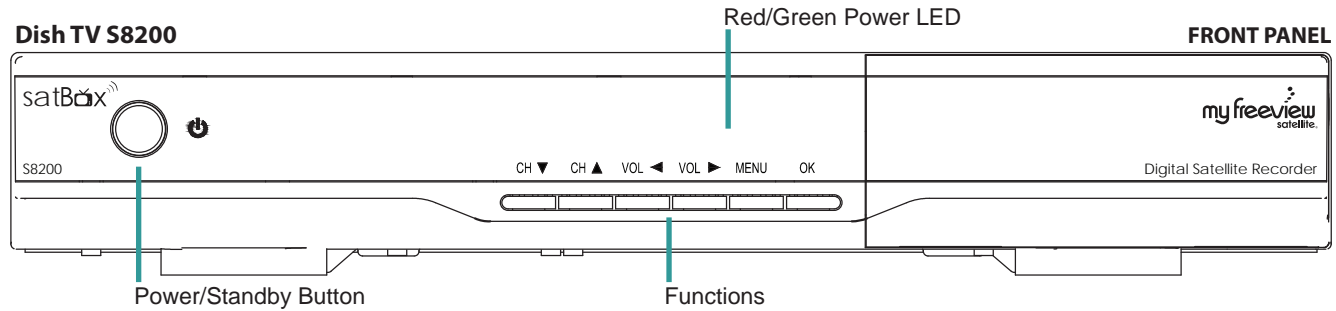 Red/Green Power LED
Dish TV S8200
FRONT PANEL
satBox
my freeview
satellite.
S8200
CH ▼ CH ▲ VOL ◄ VOL ► MENU OK
Digital Satellite Recorder
Power/Standby Button
Functions